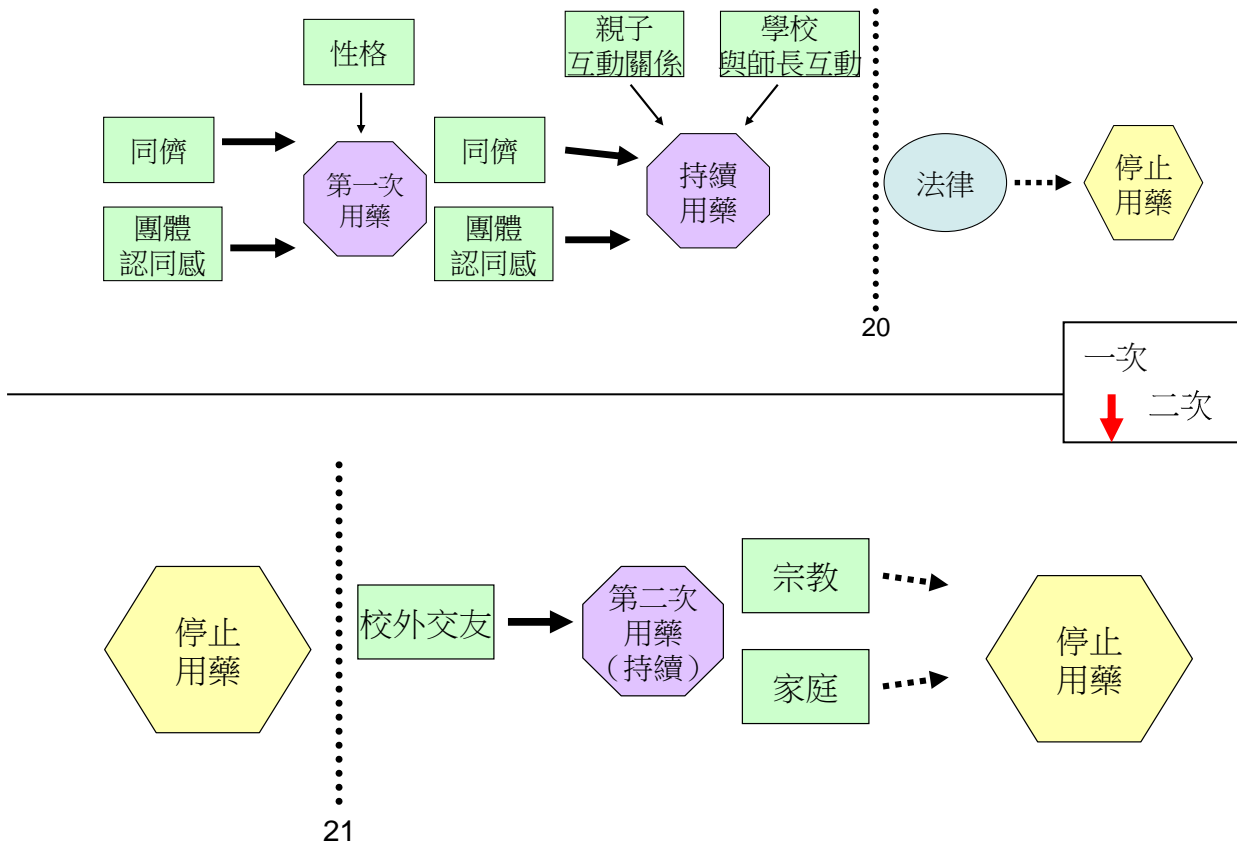 性格
親子
互動關係
學校
與師長互動
同儕
團體
認同感
第一次
用藥
同儕
團體
認同感
持續
用藥
法律
停止
用藥
20
一次
二次
停止
用藥
21
校外交友
第二次
用藥
（持續）
宗教
家庭
停止
用藥